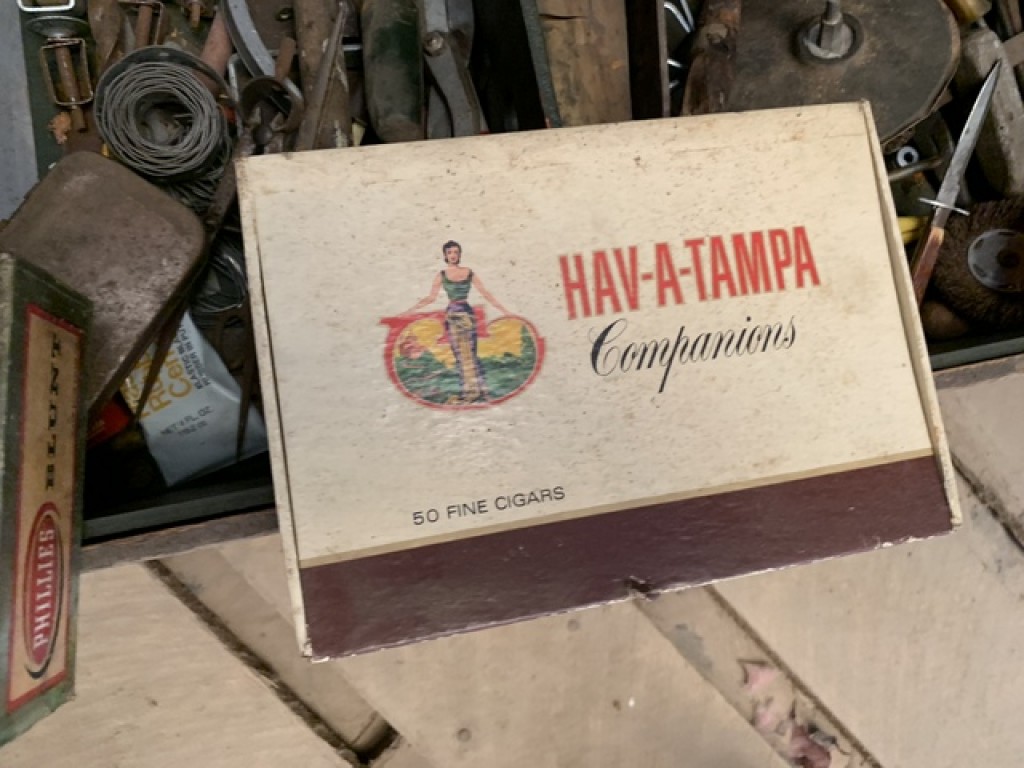 HAV-A-TAMPA
Companions
50 FINE CIGARS
PHILLIES
BLUNT
NET 4 FL. OZ.